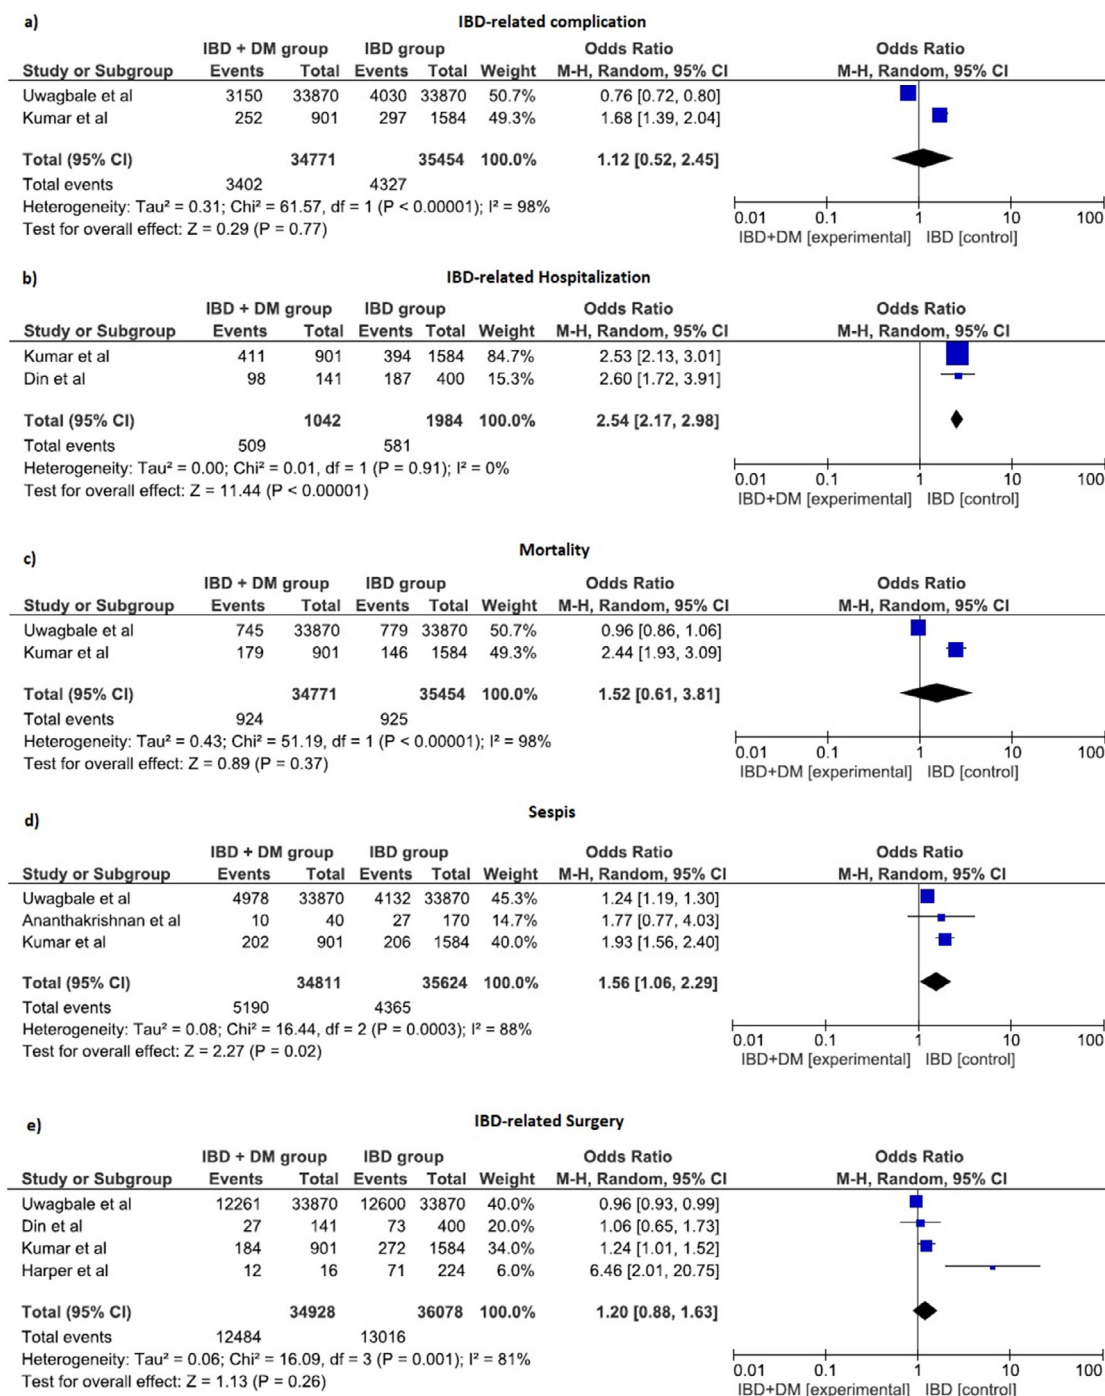 a) IBD-related complication
IBD + DM group IBD group Odds Ratio Odds Ratio
Study or Subgroup Events Total Events Total Weight M-H, Random, 95% CI M-H, Random, 95% CI
Uwagbale et al 3150 33870 4030 33870 50.7% 0.76 [0.72, 0.80]
Kumar et al 252 901 297 1584 49.3% 1.68 [1.39, 2.04]
Total (95% CI) 34771 35454 100.0% 1.12 [0.52, 2.45]
Total events 3402 4327
Heterogeneity: Tau² = 0.31; Chi² = 61.57, df = 1 (P < 0.00001); I² = 98%
Test for overall effect: Z = 0.29 (P = 0.77)
0.01 0.1 1 10 100
IBD+DM [experimental] IBD [control]
b) IBD-related Hospitalization
IBD + DM group IBD group Odds Ratio Odds Ratio
Study or Subgroup Events Total Events Total Weight M-H, Random, 95% CI M-H, Random, 95% CI
Kumar et al 411 901 394 1584 84.7% 2.53 [2.13, 3.01]
Din et al 98 141 187 400 15.3% 2.60 [1.72, 3.91]
Total (95% CI) 1042 1984 100.0% 2.54 [2.17, 2.98]
Total events 509 581
Heterogeneity: Tau² = 0.00; Chi² = 0.01, df = 1 (P = 0.91); I² = 0%
Test for overall effect: Z = 11.44 (P < 0.00001)
0.01 0.1 1 10 100
IBD+DM [experimental] IBD [control]
c) Mortality
IBD + DM group IBD group Odds Ratio Odds Ratio
Study or Subgroup Events Total Events Total Weight M-H, Random, 95% CI M-H, Random, 95% CI
Uwagbale et al 745 33870 779 33870 50.7% 0.96 [0.86, 1.06]
Kumar et al 179 901 146 1584 49.3% 2.44 [1.93, 3.09]
Total (95% CI) 34771 35454 100.0% 1.52 [0.61, 3.81]
Total events 924 925
Heterogeneity: Tau² = 0.43; Chi² = 51.19, df = 1 (P < 0.00001); I² = 98%
Test for overall effect: Z = 0.89 (P = 0.37)
0.01 0.1 1 10 100
IBD+DM [experimental] IBD [control]
d) Sespis
IBD + DM group IBD group Odds Ratio Odds Ratio
Study or Subgroup Events Total Events Total Weight M-H, Random, 95% CI M-H, Random, 95% CI
Uwagbale et al 4978 33870 4132 33870 45.3% 1.24 [1.19, 1.30]
Ananthakrishnan et al 10 40 27 170 14.7% 1.77 [0.77, 4.03]
Kumar et al 202 901 206 1584 40.0% 1.93 [1.56, 2.40]
Total (95% CI) 34811 35624 100.0% 1.56 [1.06, 2.29]
Total events 5190 4365
Heterogeneity: Tau² = 0.08; Chi² = 16.44, df = 2 (P = 0.0003); I² = 88%
Test for overall effect: Z = 2.27 (P = 0.02)
0.01 0.1 1 10 100
IBD+DM [experimental] IBD [control]
e) IBD-related Surgery
IBD + DM group IBD group Odds Ratio Odds Ratio
Study or Subgroup Events Total Events Total Weight M-H, Random, 95% CI M-H, Random, 95% CI
Uwagbale et al 12261 33870 12600 33870 40.0% 0.96 [0.93, 0.99]
Din et al 27 141 73 400 20.0% 1.06 [0.65, 1.73]
Kumar et al 184 901 272 1584 34.0% 1.24 [1.01, 1.52]
Harper et al 12 16 71 224 6.0% 6.46 [2.01, 20.75]
Total (95% CI) 34928 36078 100.0% 1.20 [0.88, 1.63]
Total events 12484 13016
Heterogeneity: Tau² = 0.06; Chi² = 16.09, df = 3 (P = 0.001); I² = 81%
Test for overall effect: Z = 1.13 (P = 0.26)
0.01 0.1 1 10 100
IBD+DM [experimental] IBD [control]